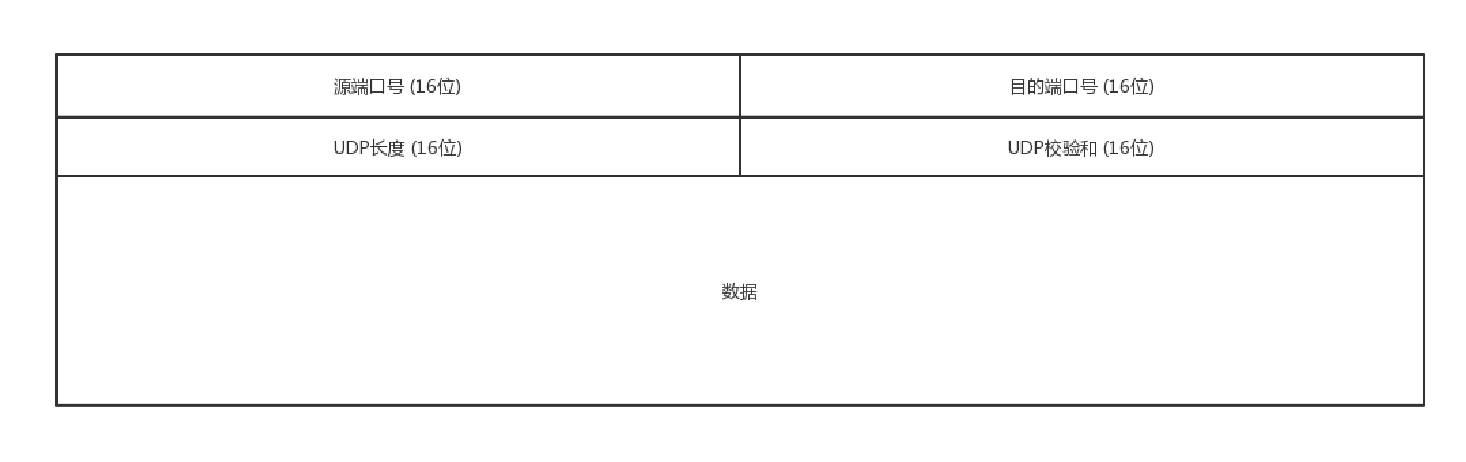 源端口号 (16位)
目的端口号 (16位)
UDP长度 (16位)
UDP校验和 (16位)
数据